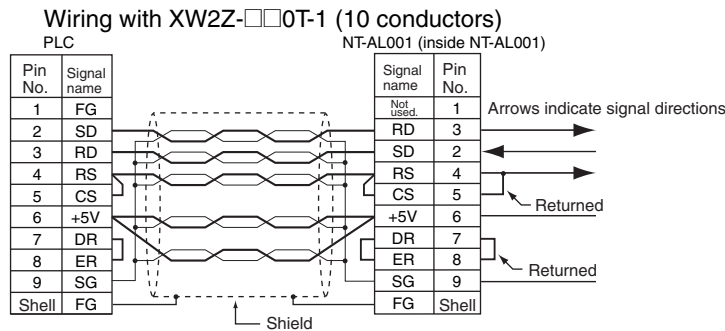 Wiring with XW2Z-□□0T-1 (10 conductors)
PLC
NT-AL001 (inside NT-AL001)
Pin No. Signal name
1 FG
2 SD
3 RD
4 RS
5 CS
6 +5V
7 DR
8 ER
9 SG
Shell FG
Signal name Pin No.
Not used. 1
RD 3
SD 2
RS 4
CS 5
+5V 6
DR 7
ER 8
SG 9
FG Shell
Arrows indicate signal directions
Returned
Returned
Shield